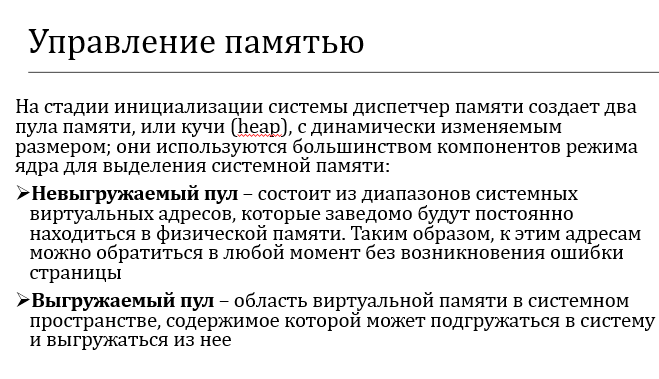 Управление памятью
На стадии инициализации системы диспетчер памяти создает два
пула памяти, или кучи (heap), с динамически изменяемым
размером; они используются большинством компонентов режима
ядра для выделения системной памяти:
➢Невыгружаемый пул – состоит из диапазонов системных
виртуальных адресов, которые заведомо будут постоянно
находиться в физической памяти. Таким образом, к этим адресам
можно обратиться в любой момент без возникновения ошибки
страницы
➢Выгружаемый пул – область виртуальной памяти в системном
пространстве, содержимое которой может подгружаться в систему
и выгружаться из нее